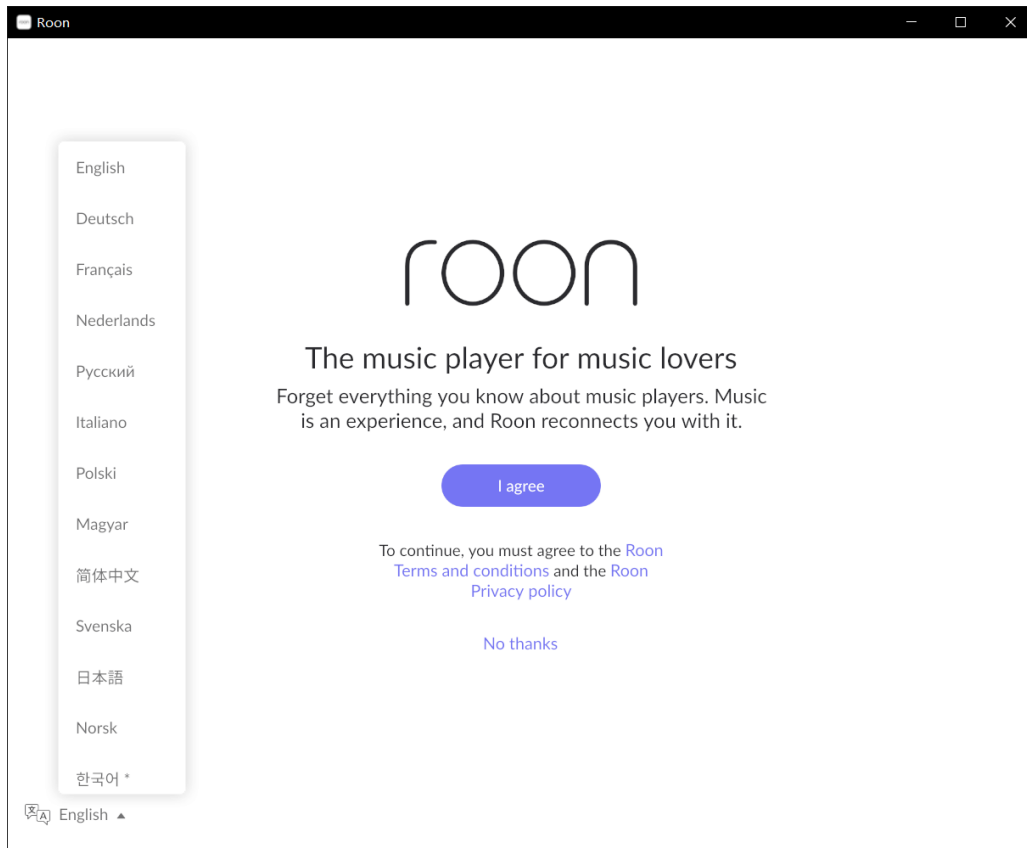 Roon
English
Deutsch
Français
Nederlands
Русский
Italiano
Polski
Magyar
简体中文
Svenska
日本語
Norsk
한국어 *
English
roon
The music player for music lovers
Forget everything you know about music players. Music
is an experience, and Roon reconnects you with it.
I agree
To continue, you must agree to the Roon
Terms and conditions and the Roon
Privacy policy
No thanks